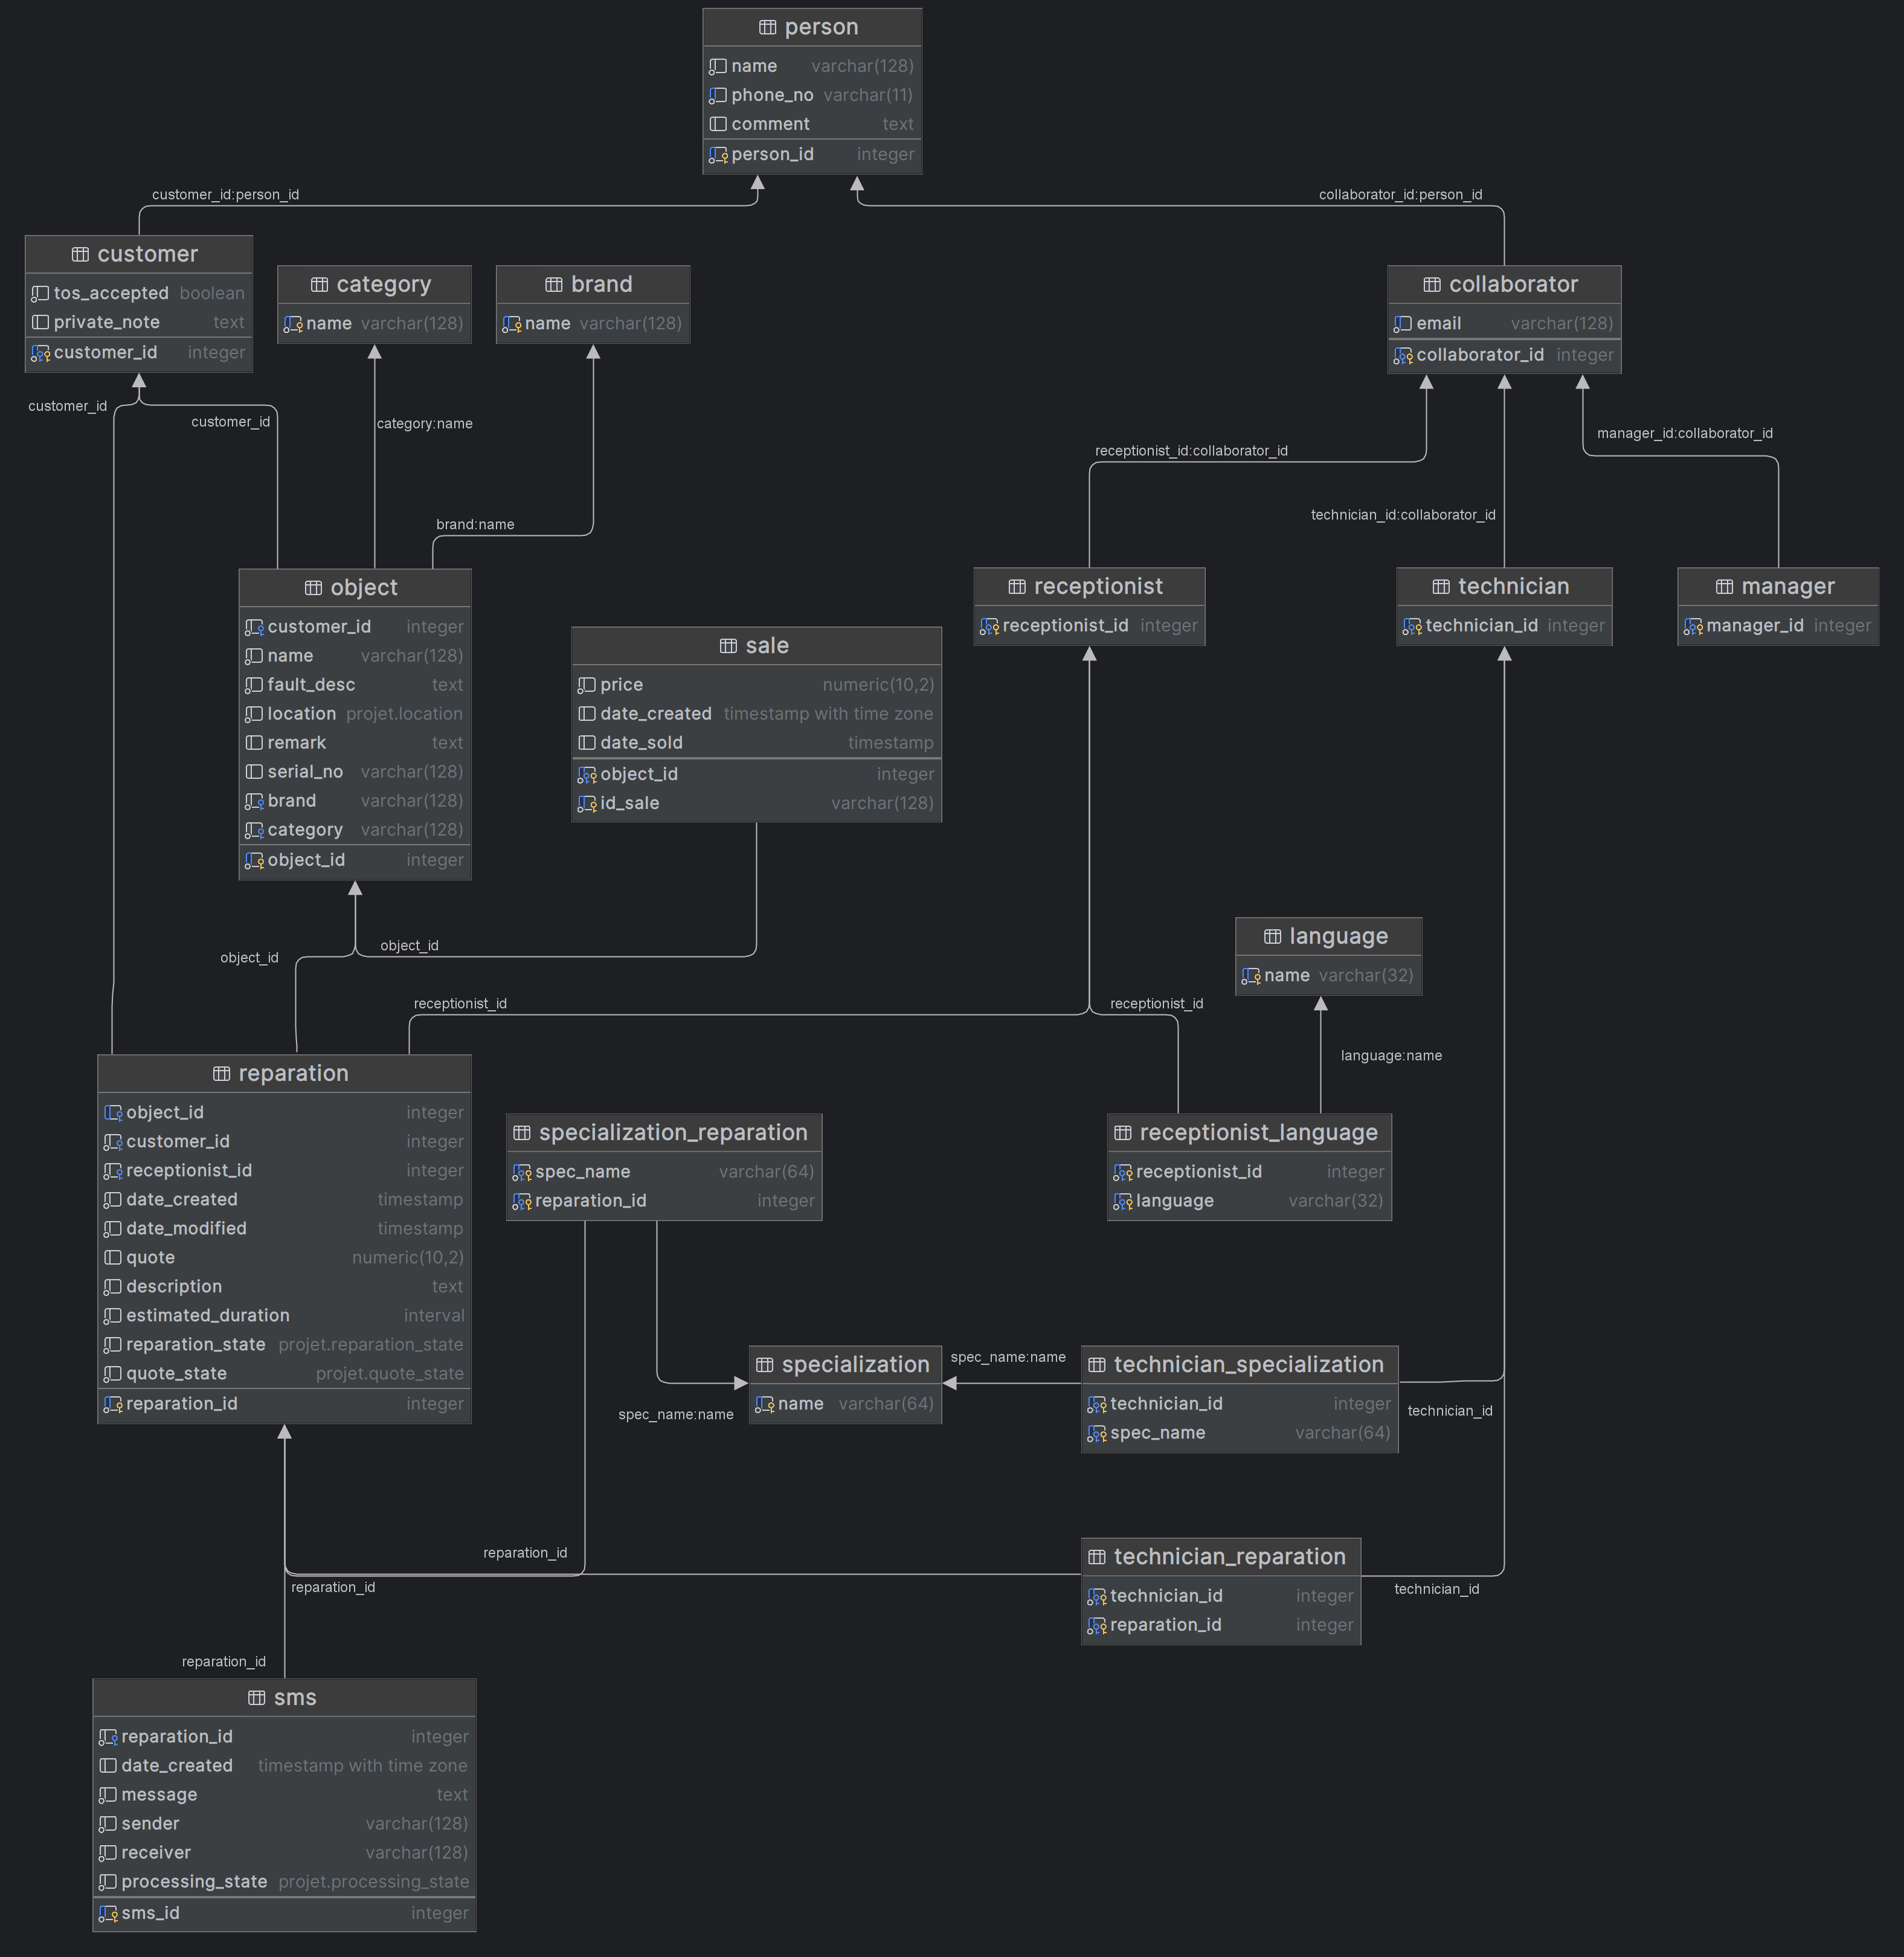 person
name varchar(128)
phone_no varchar(11)
comment text
person_id integer
customer_id:person_id
collaborator_id:person_id
customer
tos_accepted boolean
private_note text
customer_id integer
category
name varchar(128)
brand
name varchar(128)
collaborator
email varchar(128)
collaborator_id integer
customer_id
customer_id
category:name
brand:name
receptionist_id:collaborator_id
technician_id:collaborator_id
manager_id:collaborator_id
object
customer_id integer
name varchar(128)
fault_desc text
location projet.location
remark text
serial_no varchar(128)
brand varchar(128)
category varchar(128)
object_id integer
sale
price numeric(10,2)
date_created timestamp with time zone
date_sold timestamp
object_id integer
id_sale varchar(128)
receptionist
receptionist_id integer
technician
technician_id integer
manager
manager_id integer
object_id
object_id
language
name varchar(32)
receptionist_id
receptionist_id
language:name
reparation
object_id integer
customer_id integer
receptionist_id integer
date_created timestamp
date_modified timestamp
quote numeric(10,2)
description text
estimated_duration interval
reparation_state projet.reparation_state
quote_state projet.quote_state
reparation_id integer
specialization_reparation
spec_name varchar(64)
reparation_id integer
receptionist_language
receptionist_id integer
language varchar(32)
specialization
name varchar(64)
spec_name:name
spec_name:name
technician_specialization
technician_id integer
spec_name varchar(64)
technician_id
reparation_id
reparation_id
technician_reparation
technician_id integer
reparation_id integer
technician_id
reparation_id
sms
reparation_id integer
date_created timestamp with time zone
message text
sender varchar(128)
receiver varchar(128)
processing_state projet.processing_state
sms_id integer